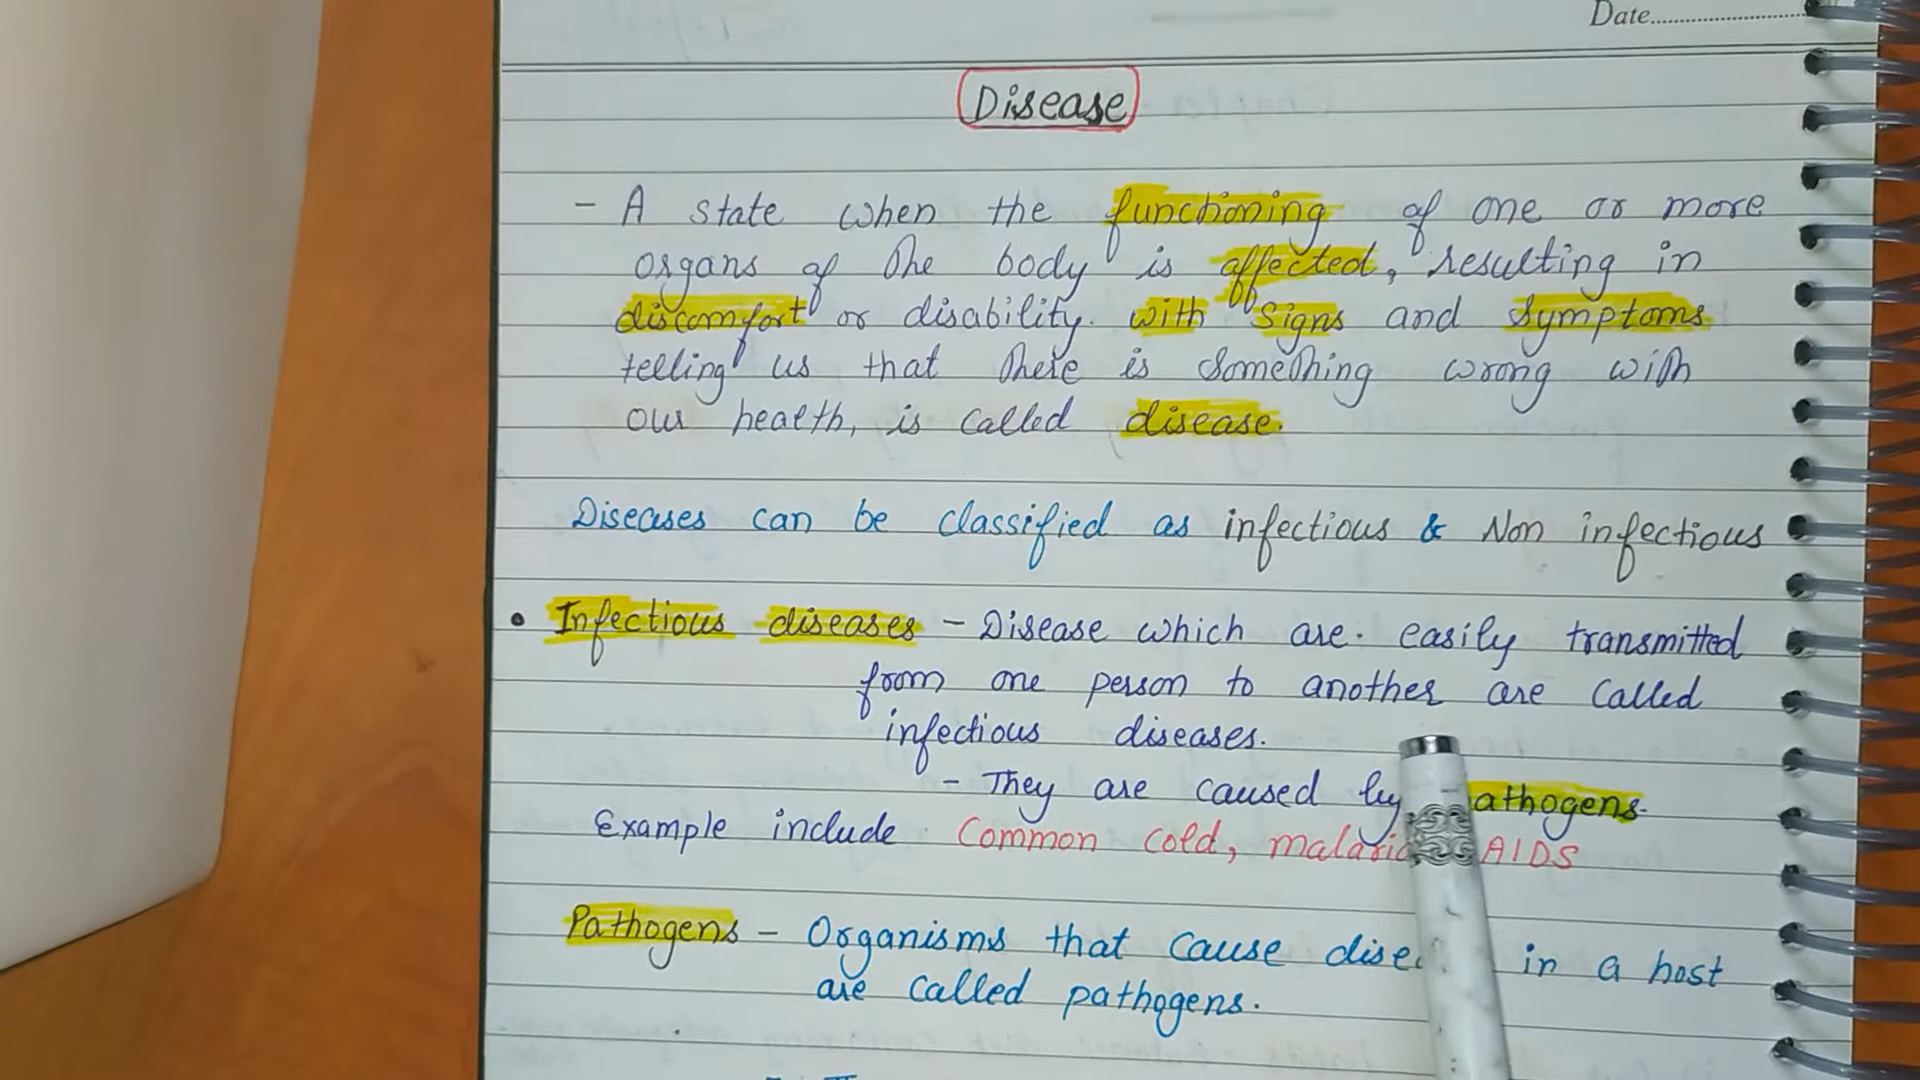 Date
Disease
- A state when the functioning of one or more
organs of the body is affected, resulting in
discomfort or disability. with signs and symptoms
telling us that there is something wrong with
our health, is called disease.
Diseases can be classified as infectious & Non infectious
• Infectious diseases - Disease which are. easily transmitted
from one person to another are called
infectious diseases.
- They are caused by athogens.
Example include Common cold, malaria AIDS
Pathogens - Organisms that cause in a host
are called pathogens.